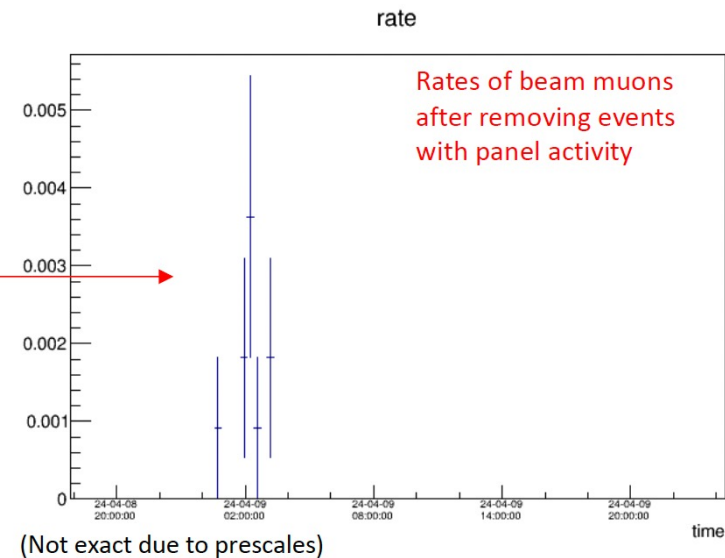 rate
Rates of beam muons
after removing events
with panel activity
0.005
0.004
0.003
0.002
0.001
0
24-04-08
20:00:00
24-04-09
02:00:00
24-04-09
08:00:00
24-04-09
14:00:00
24-04-09
20:00:00
time
(Not exact due to prescales)